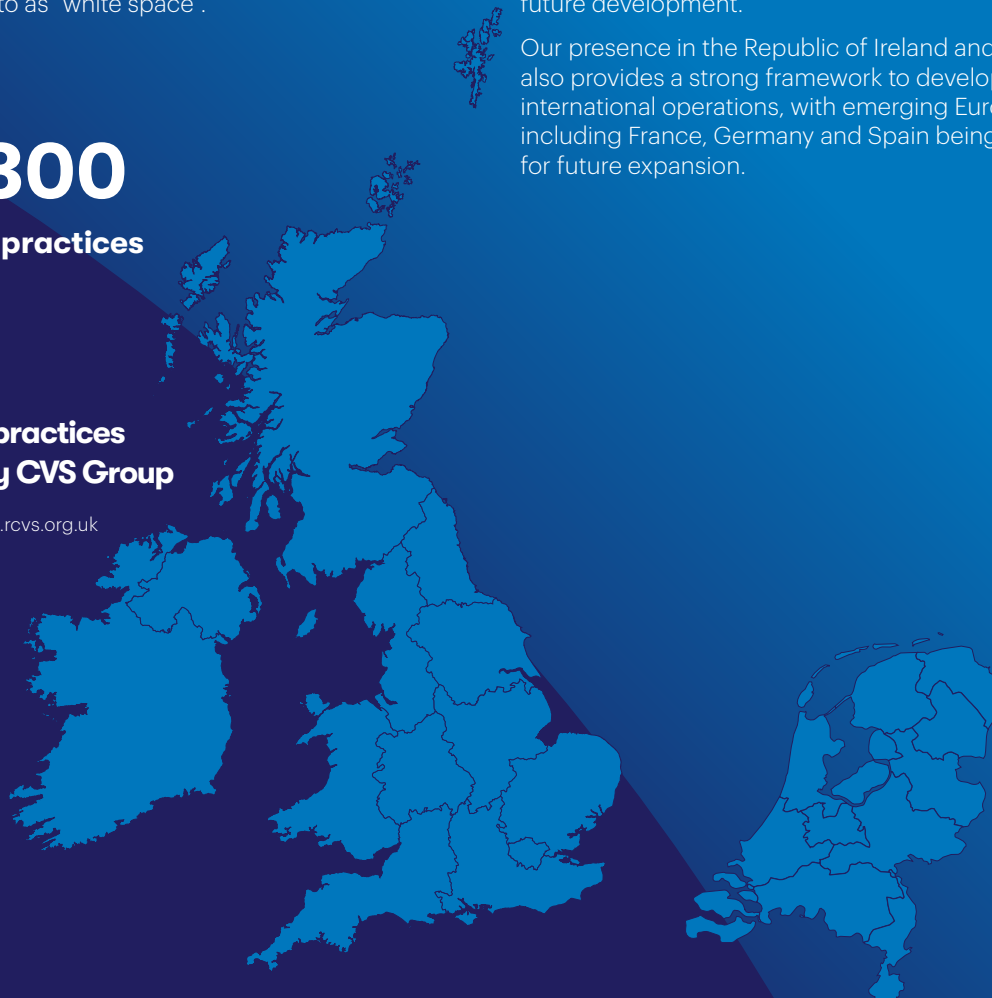 to as “white space”.
300
practices
practices
y CVS Group
.rcvs.org.uk
future development.
Our presence in the Republic of Ireland and
also provides a strong framework to develop
international operations, with emerging Euro
including France, Germany and Spain being
for future expansion.